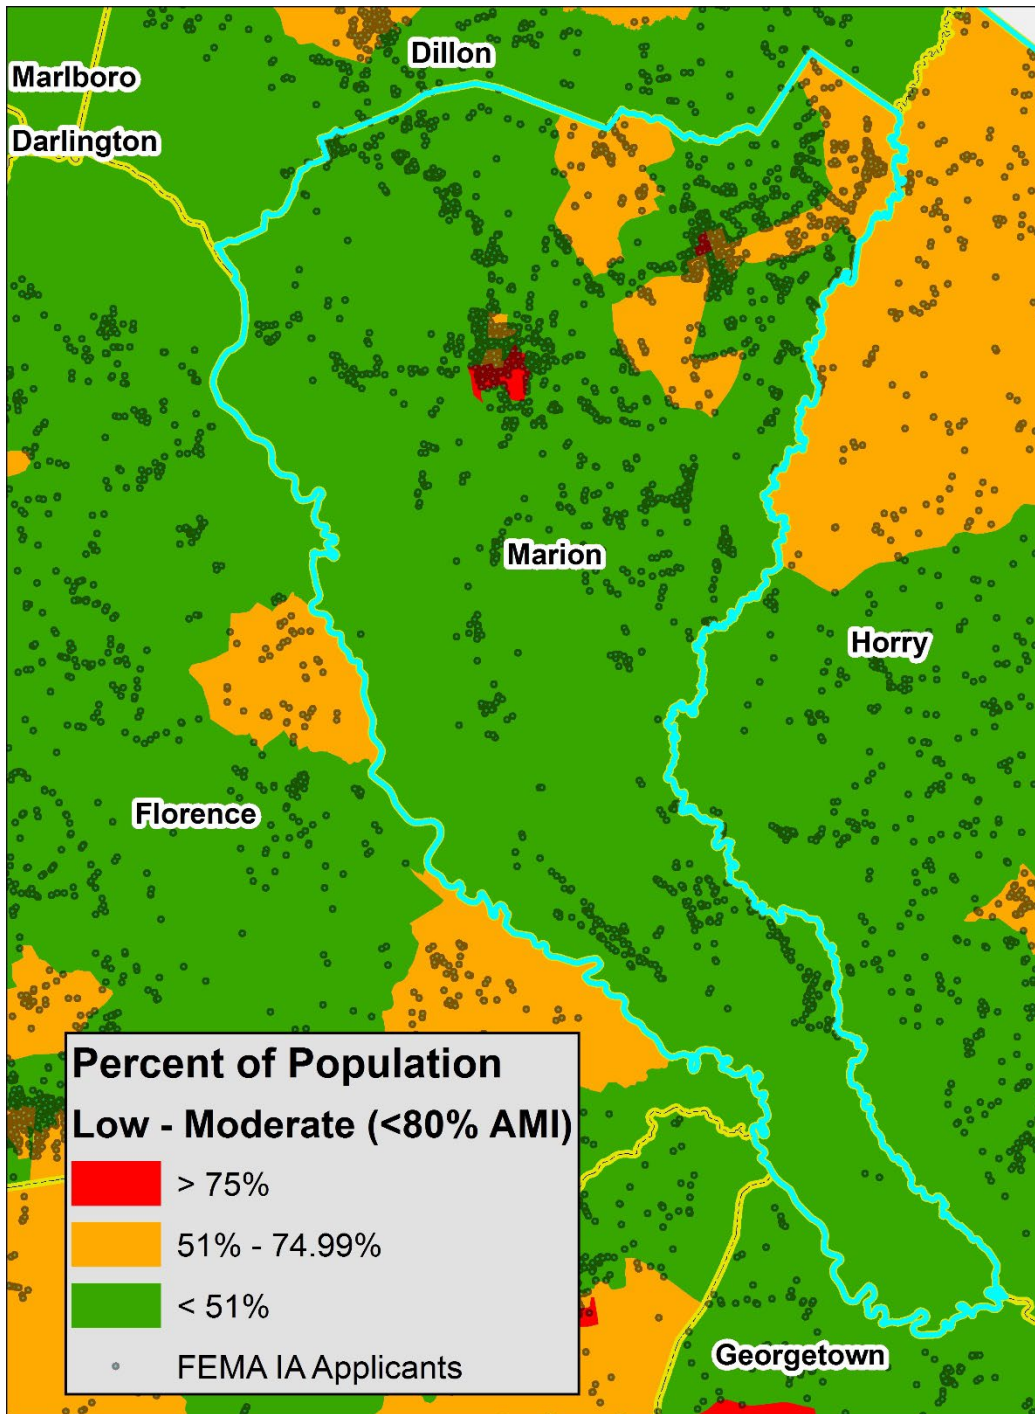 Dillon
Marlboro
Darlington
Marion
Horry
Florence
Percent of Population
Low - Moderate (<80% AMI)
> 75%
51% - 74.99%
< 51%
FEMA IA Applicants
Georgetown